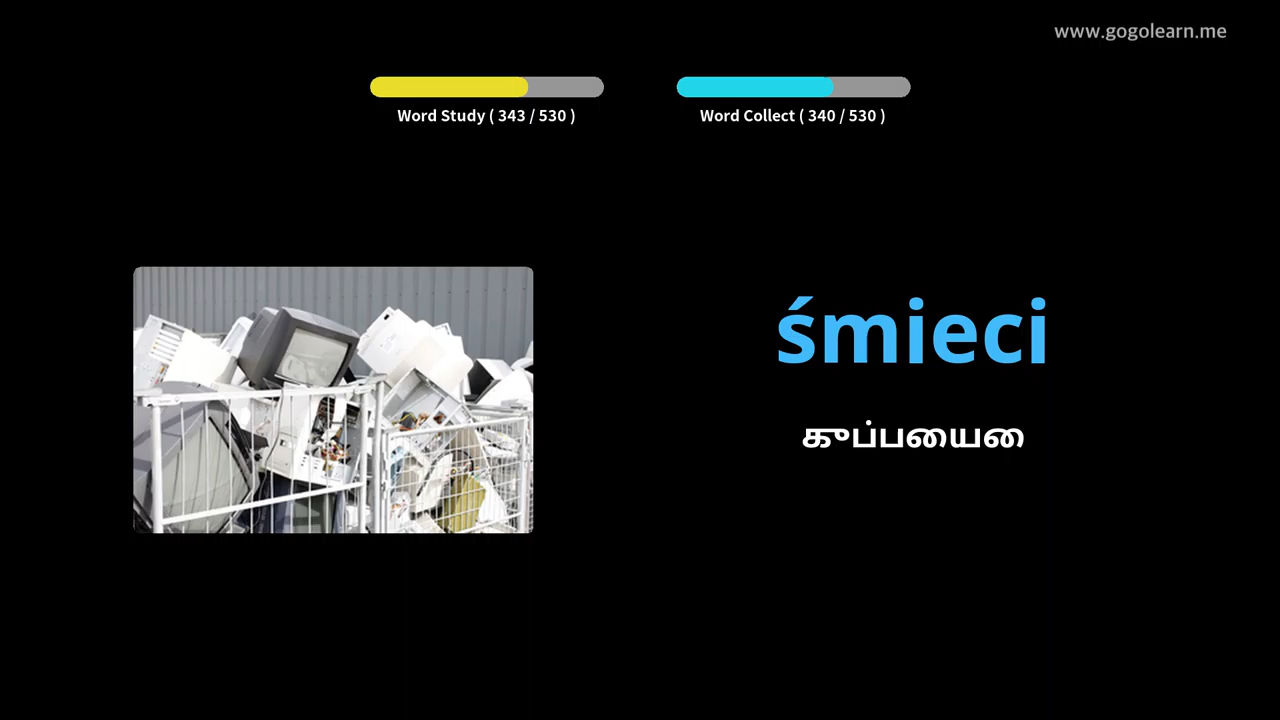 www.gogolearn.me
Word Study ( 343 / 530 )
Word Collect ( 340 / 530 )
śmieci
குப்பையை